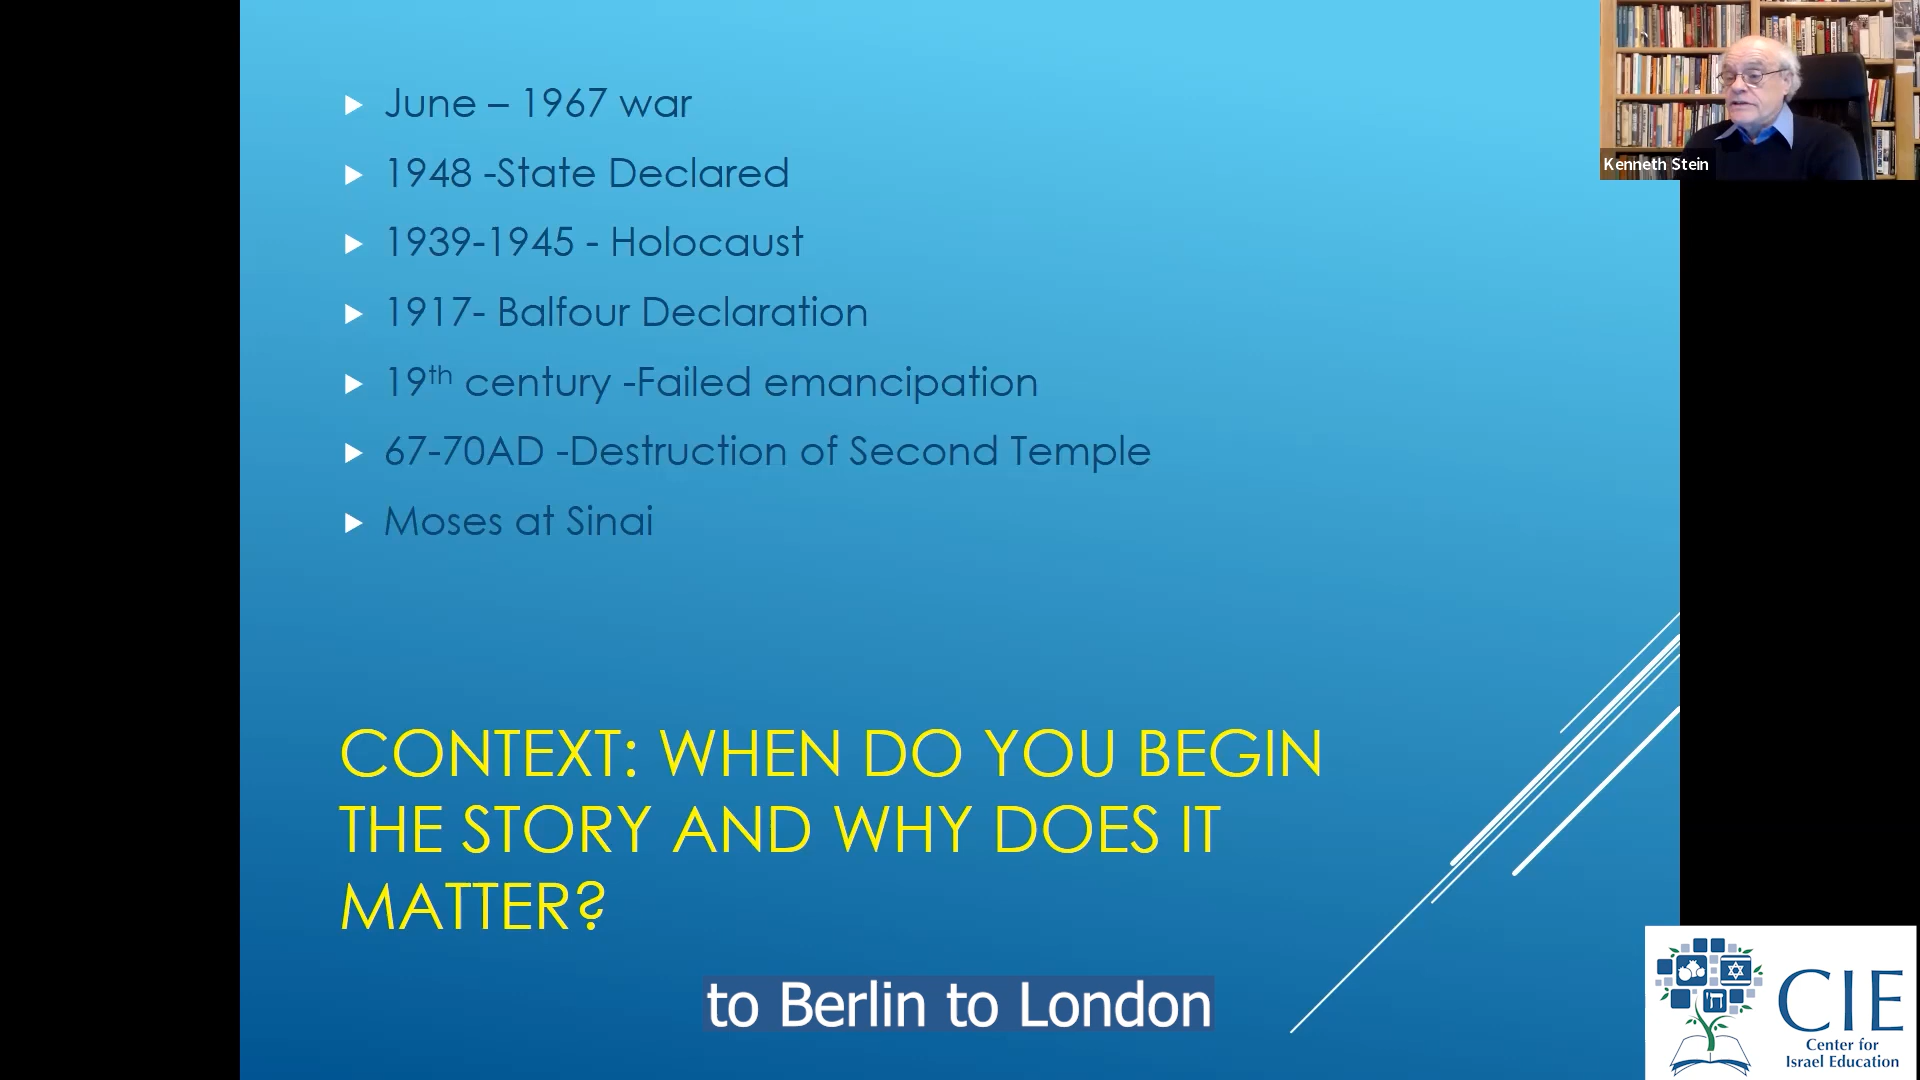 June – 1967 war
1948 -State Declared
1939-1945 - Holocaust
1917- Balfour Declaration
19th century -Failed emancipation
67-70AD -Destruction of Second Temple
Moses at Sinai
CONTEXT: WHEN DO YOU BEGIN
THE STORY AND WHY DOES IT
MATTER?
to Berlin to London
Kenneth Stein
CIE
Center for
Israel Education